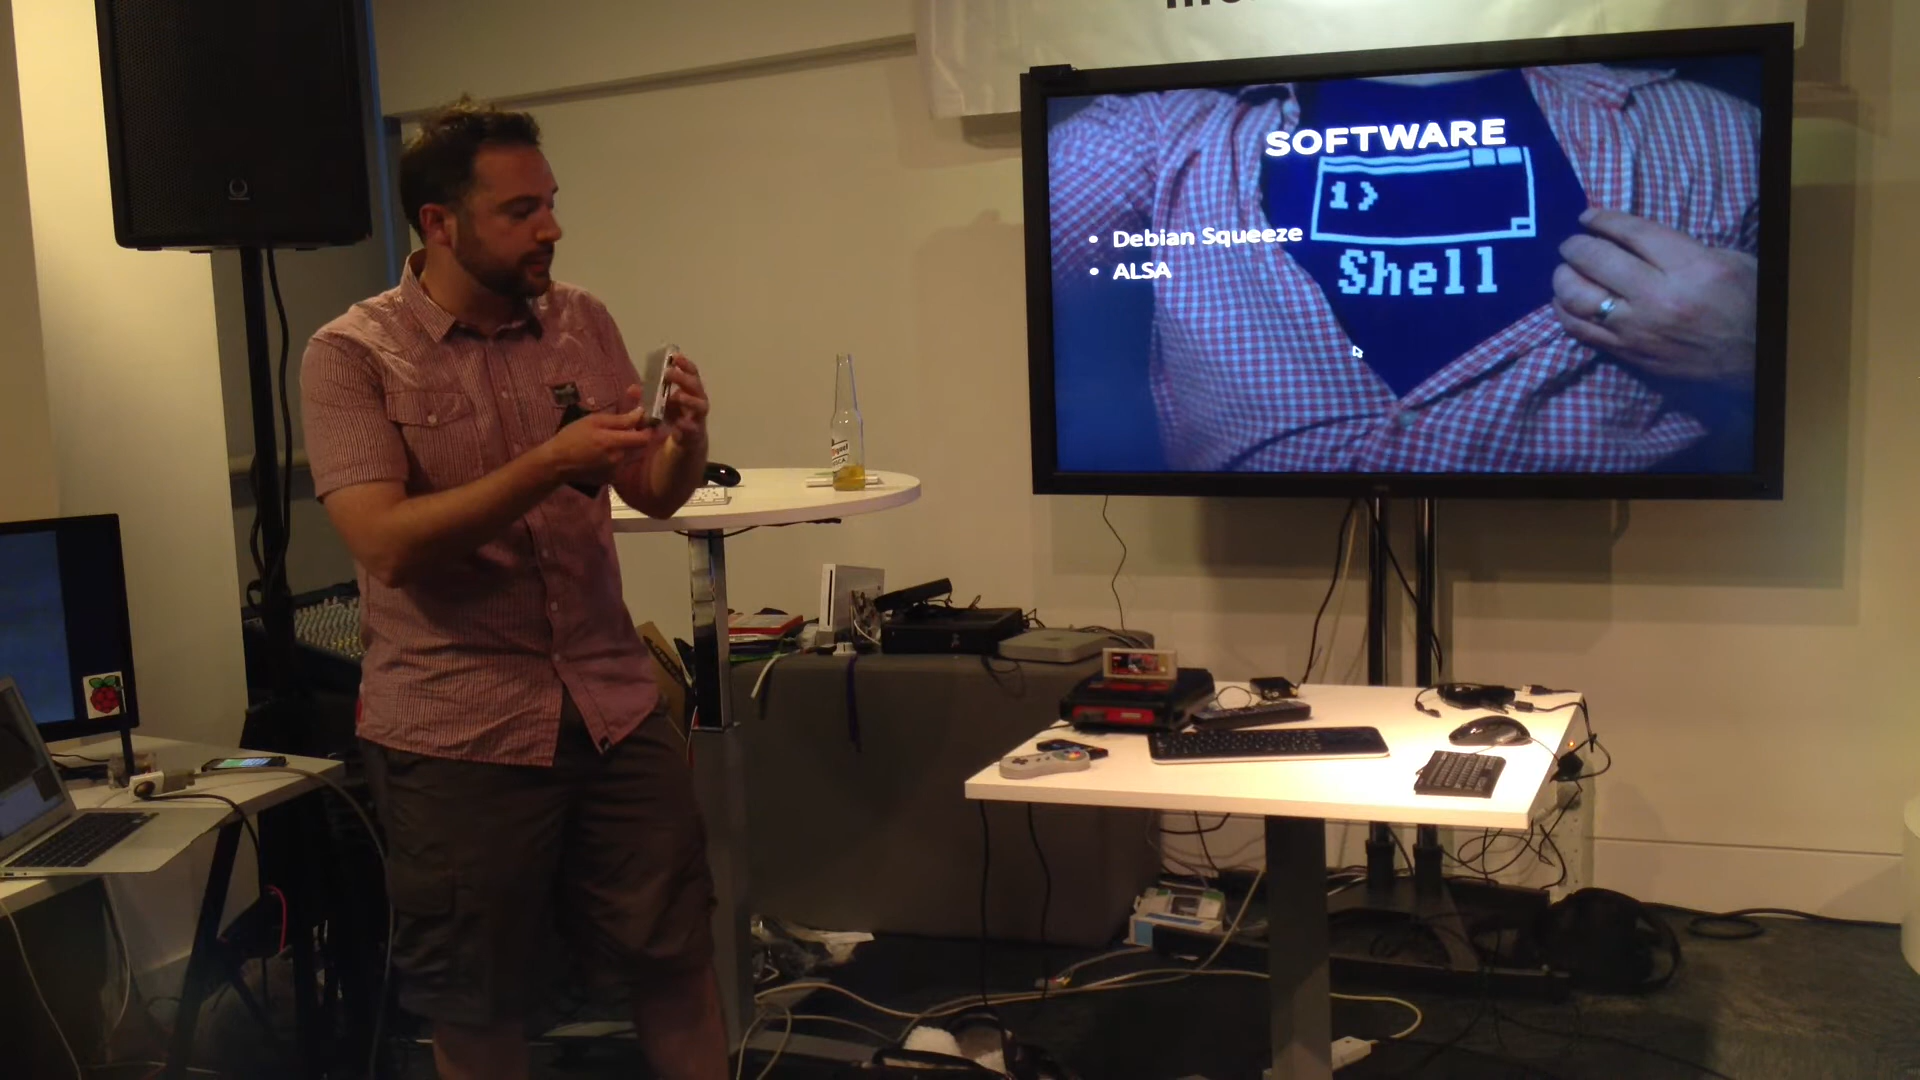 SOFTWARE
1>
• Debian Squeeze
• ALSA
Shell